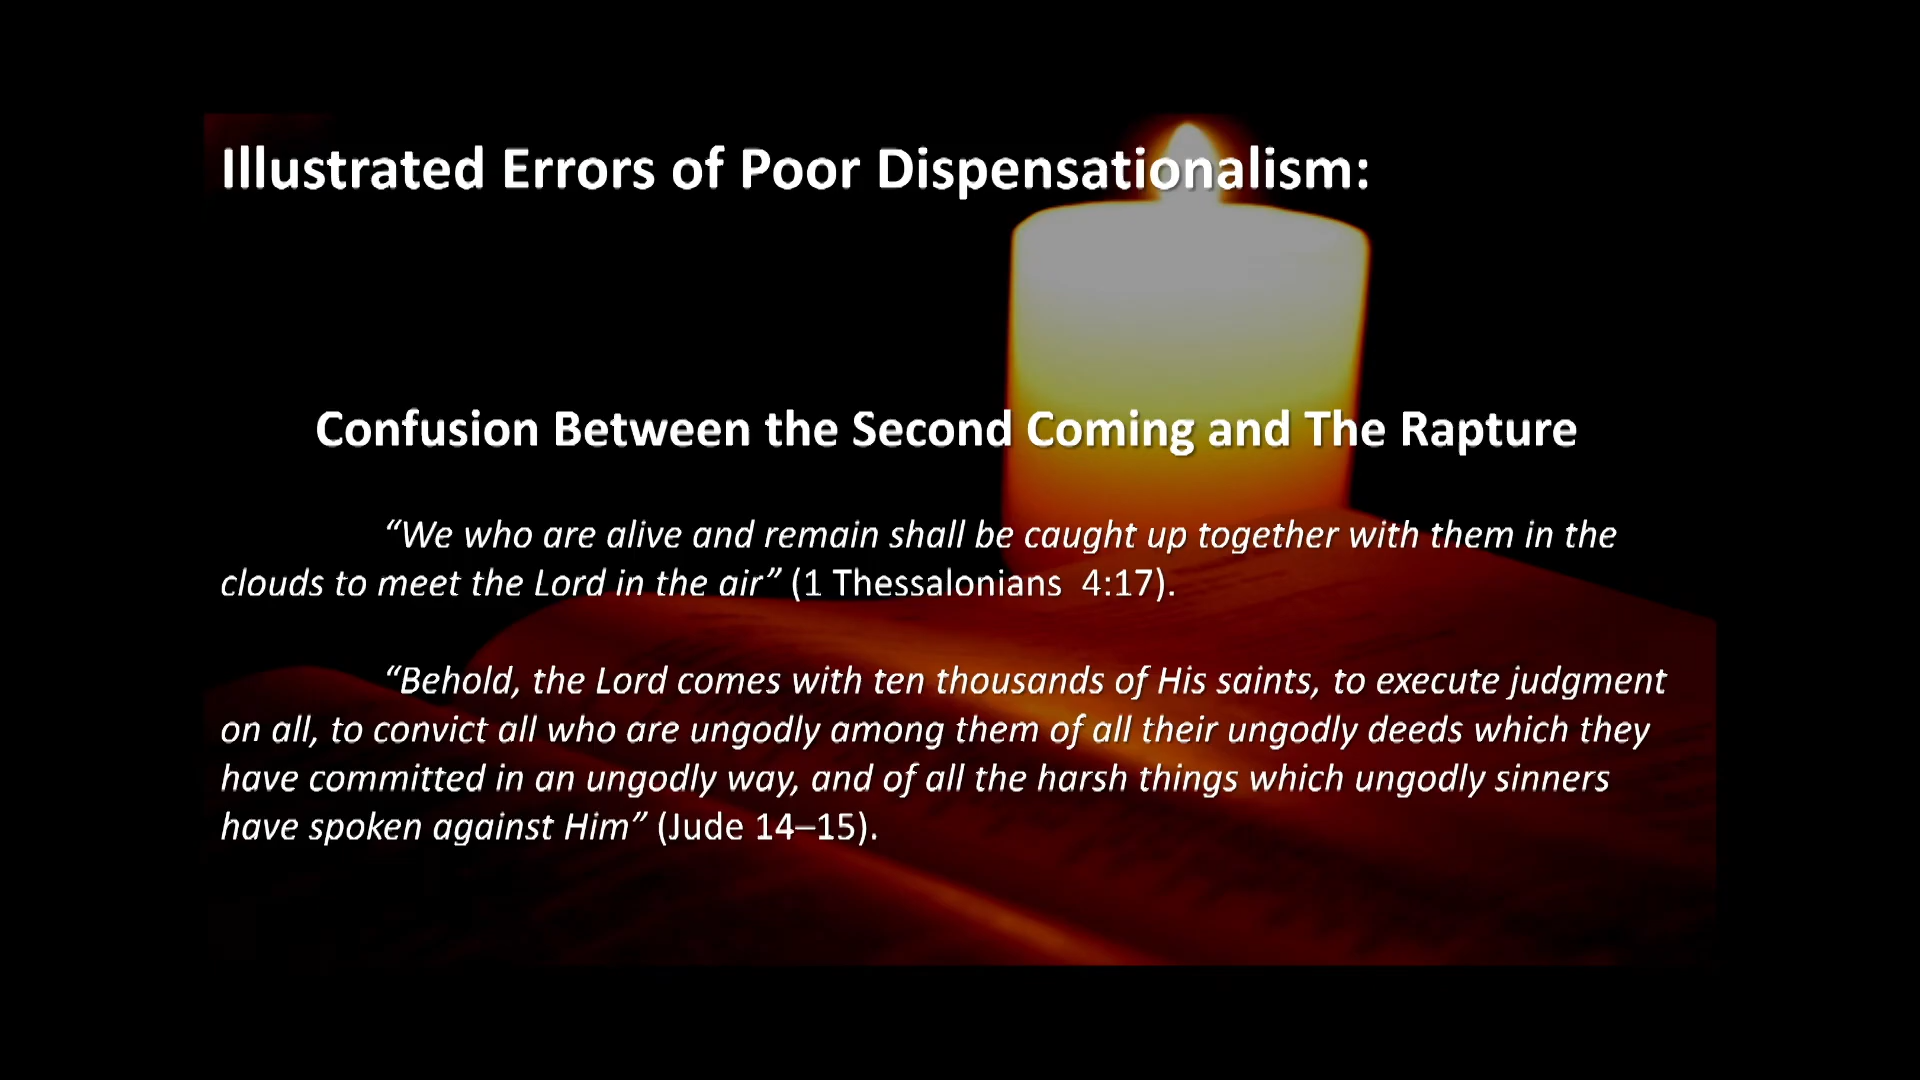 Illustrated Errors of Poor Dispensationalism:
Confusion Between the Second Coming and The Rapture
“We who are alive and remain shall be caught up together with them in the
clouds to meet the Lord in the air” (1 Thessalonians  4:17).
“Behold, the Lord comes with ten thousands of His saints, to execute judgment
on all, to convict all who are ungodly among them of all their ungodly deeds which they
have committed in an ungodly way, and of all the harsh things which ungodly sinners
have spoken against Him” (Jude 14–15).